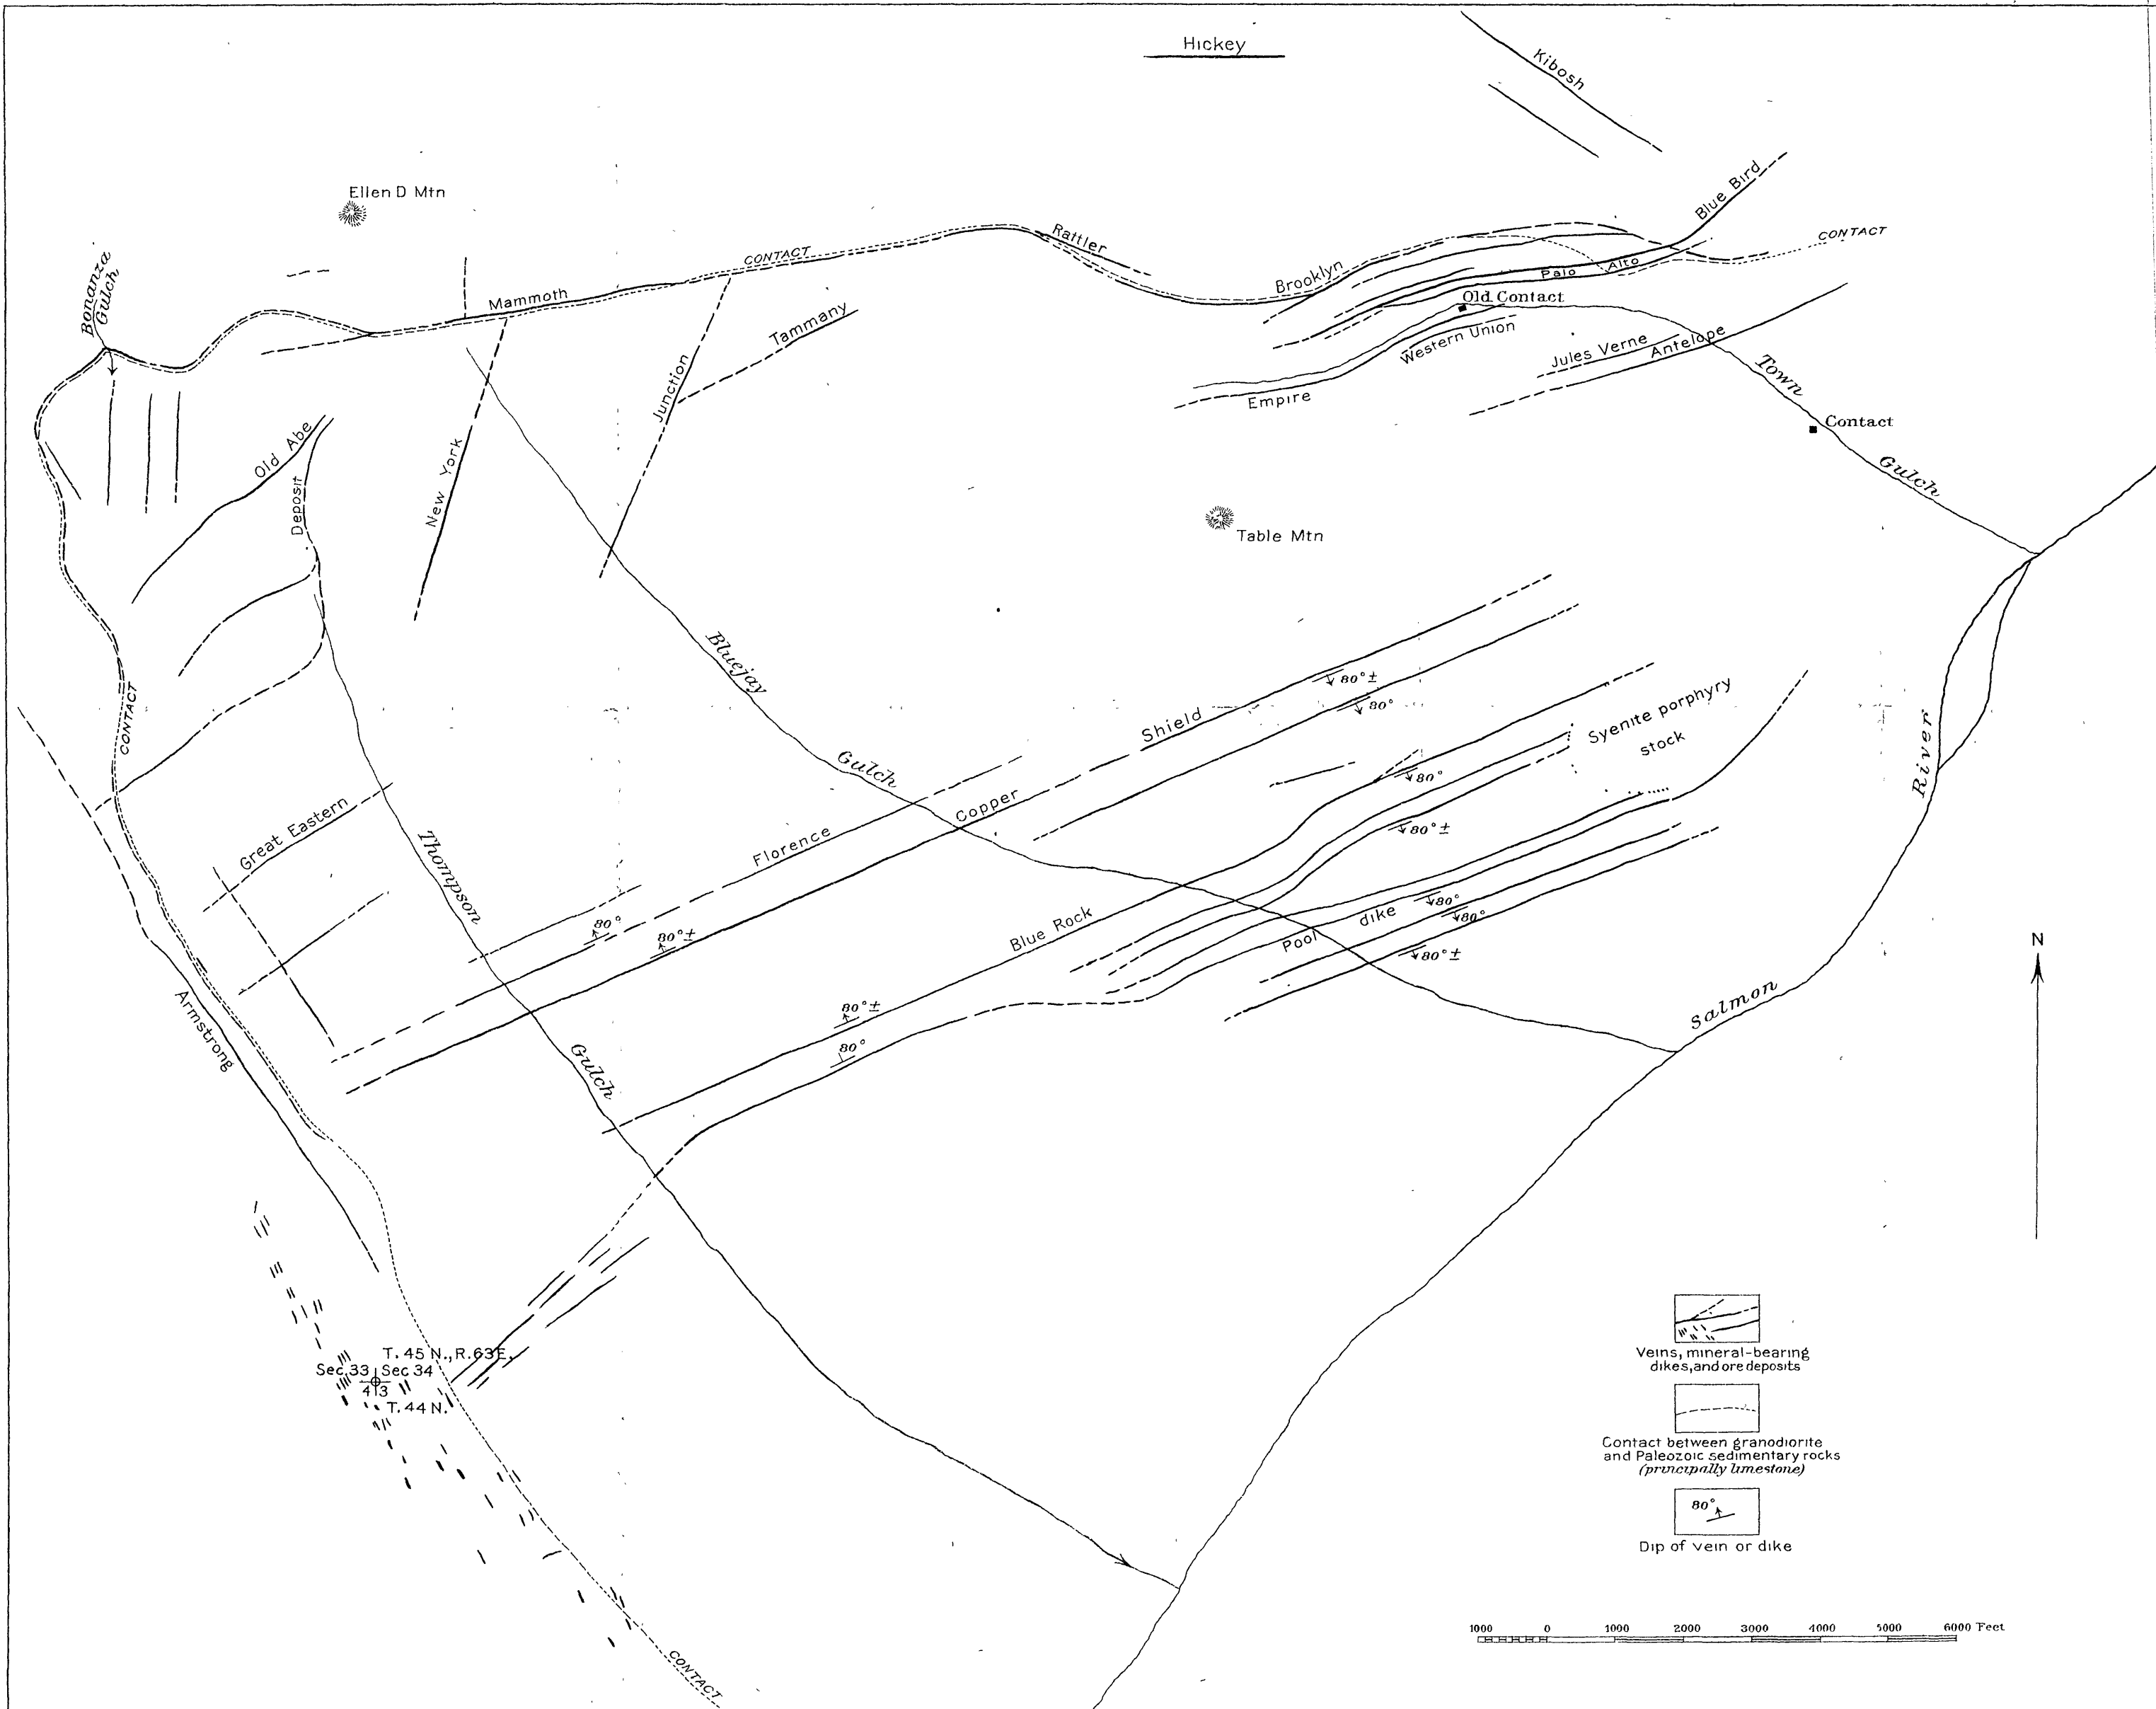 Hickey
Kibosh
Ellen D Mtn
Blue Bird
Bonanza
Gulch
CONTACT
Rattler
CONTACT
Brooklyn
Palo Alto
Mammoth
Old Contact
Tammany
Western Union
Jules Verne
Antelope
Empire
Junction
Town
Gulch
Contact
Old Abe
New York
Deposit
Table Mtn
Bluejay
Gulch
CONTACT
Shield
80°±
80°
Syenite porphyry
stock
River
80°
80°±
Great Eastern
Thompson
Gulch
Florence
Copper
80°
80°±
Blue Rock
Pool dike
80°
80°
80°±
N
Armstrong
80°±
80°
Salmon
T. 45 N., R. 63 E.
Sec. 33 Sec 34
4 3
T. 44 N.
Veins, mineral-bearing
dikes, and ore deposits
Contact between granodiorite
and Paleozoic sedimentary rocks
(principally limestone)
80°
Dip of vein or dike
1000 0 1000 2000 3000 4000 5000 6000 Feet
CONTACT